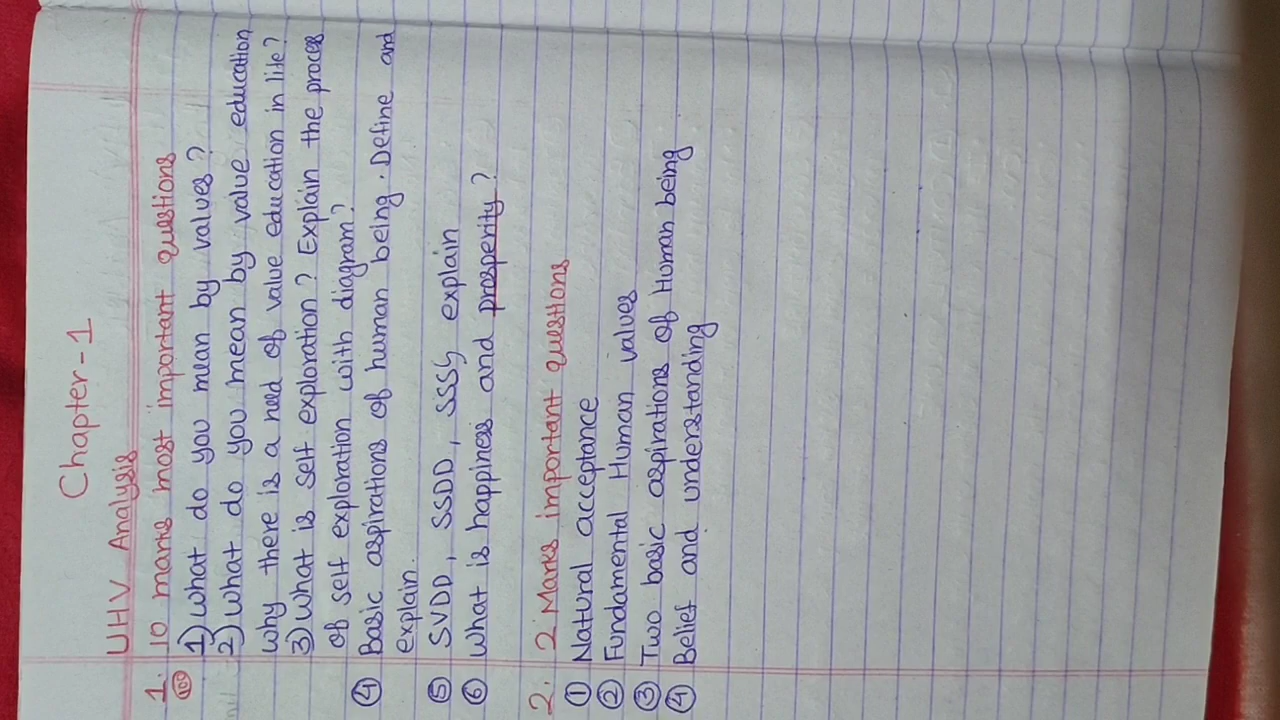 Chapter-1
UHV Analysis
1. 10 marks most important questions
100
1) What do you mean by values?
2) What do you mean by value education
why there is a need of value education in life?
3) What is self exploration? Explain the proces
of self exploration with diagram?
4 Basic aspirations of human being. Define and
explain.
5 SVDD, SSDD, SSSS explain
6 What is happiness and prosperity?
2. 2 Marks important questions
1 Natural acceptance
2 Fundamental Human values
3 Two basic aspirations of Human being
4 Belief and understanding